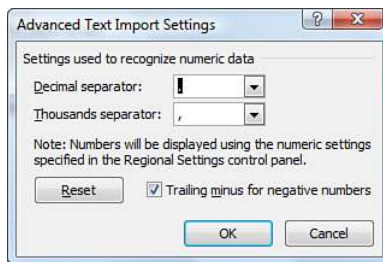 Advanced Text Import Settings
Settings used to recognize numeric data
Decimal separator: .
Thousands separator: ,
Note: Numbers will be displayed using the numeric settings
specified in the Regional Settings control panel.
Reset Trailing minus for negative numbers
OK Cancel